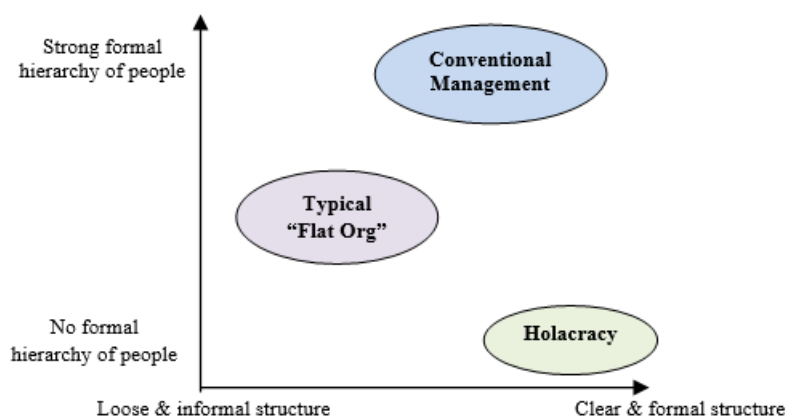 Strong formal
hierarchy of people
Conventional
Management
Typical
“Flat Org”
No formal
hierarchy of people
Holacracy
Loose & informal structure
Clear & formal structure